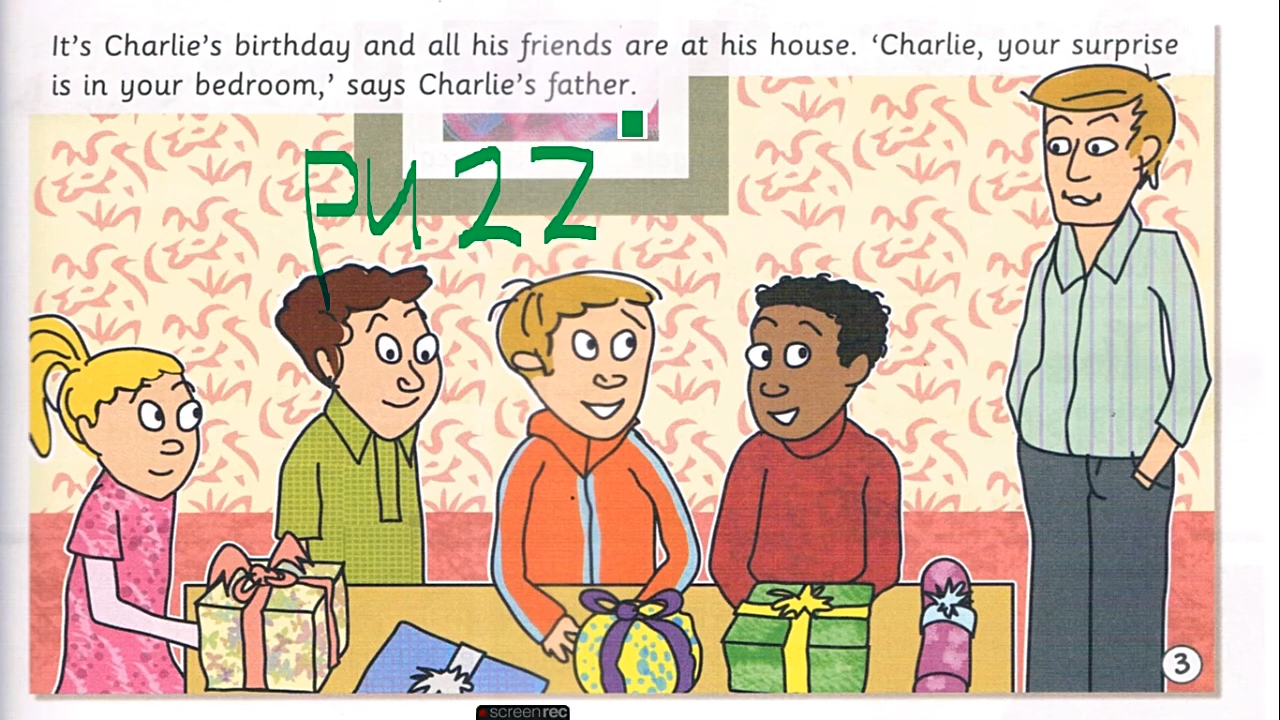 It's Charlie's birthday and all his friends are at his house. 'Charlie, your surprise
is in your bedroom,' says Charlie's father.
puzz
3
screenrec